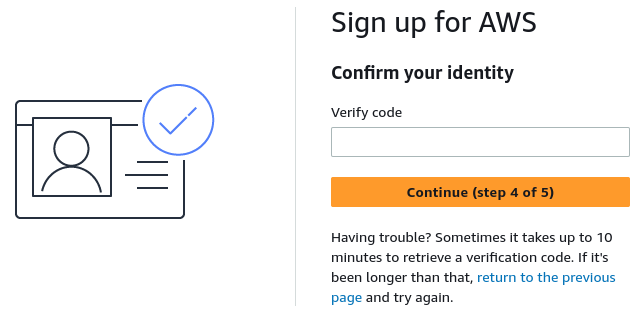 Sign up for AWS
Confirm your identity
Verify code
Continue (step 4 of 5)
Having trouble? Sometimes it takes up to 10
minutes to retrieve a verification code. If it's
been longer than that, return to the previous
page and try again.